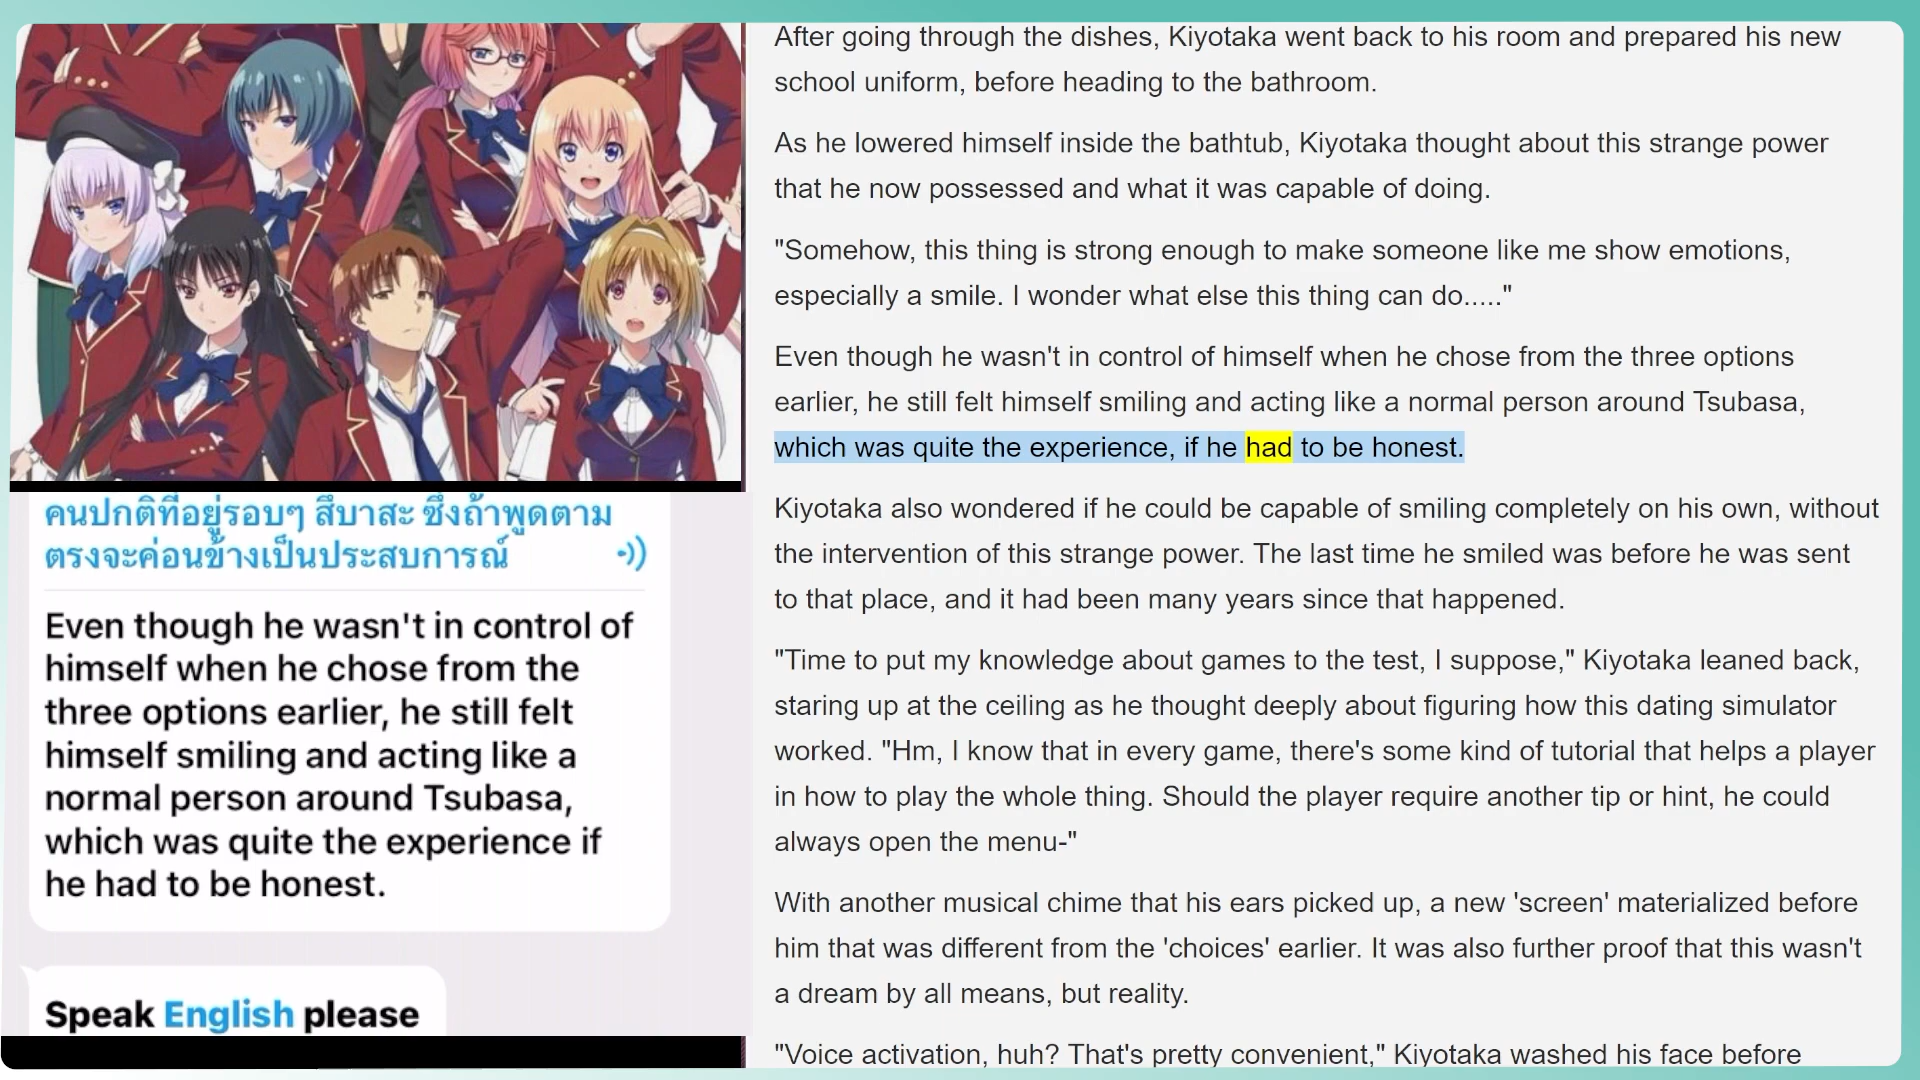 After going through the dishes, Kiyotaka went back to his room and prepared his new
school uniform, before heading to the bathroom.
As he lowered himself inside the bathtub, Kiyotaka thought about this strange power
that he now possessed and what it was capable of doing.
"Somehow, this thing is strong enough to make someone like me show emotions,
especially a smile. I wonder what else this thing can do....."
Even though he wasn't in control of himself when he chose from the three options
earlier, he still felt himself smiling and acting like a normal person around Tsubasa,
which was quite the experience, if he had to be honest.
Kiyotaka also wondered if he could be capable of smiling completely on his own, without
the intervention of this strange power. The last time he smiled was before he was sent
to that place, and it had been many years since that happened.
"Time to put my knowledge about games to the test, I suppose," Kiyotaka leaned back,
staring up at the ceiling as he thought deeply about figuring how this dating simulator
worked. "Hm, I know that in every game, there's some kind of tutorial that helps a player
in how to play the whole thing. Should the player require another tip or hint, he could
always open the menu-"
With another musical chime that his ears picked up, a new 'screen' materialized before
him that was different from the 'choices' earlier. It was also further proof that this wasn't
a dream by all means, but reality.
"Voice activation, huh? That's pretty convenient," Kiyotaka washed his face before
คนปกติที่อยู่รอบๆ สึบาสะ ซึ่งถ้าพูดตาม
ตรงจะค่อนข้างเป็นประสบการณ์
Even though he wasn't in control of
himself when he chose from the
three options earlier, he still felt
himself smiling and acting like a
normal person around Tsubasa,
which was quite the experience if
he had to be honest.
Speak English please